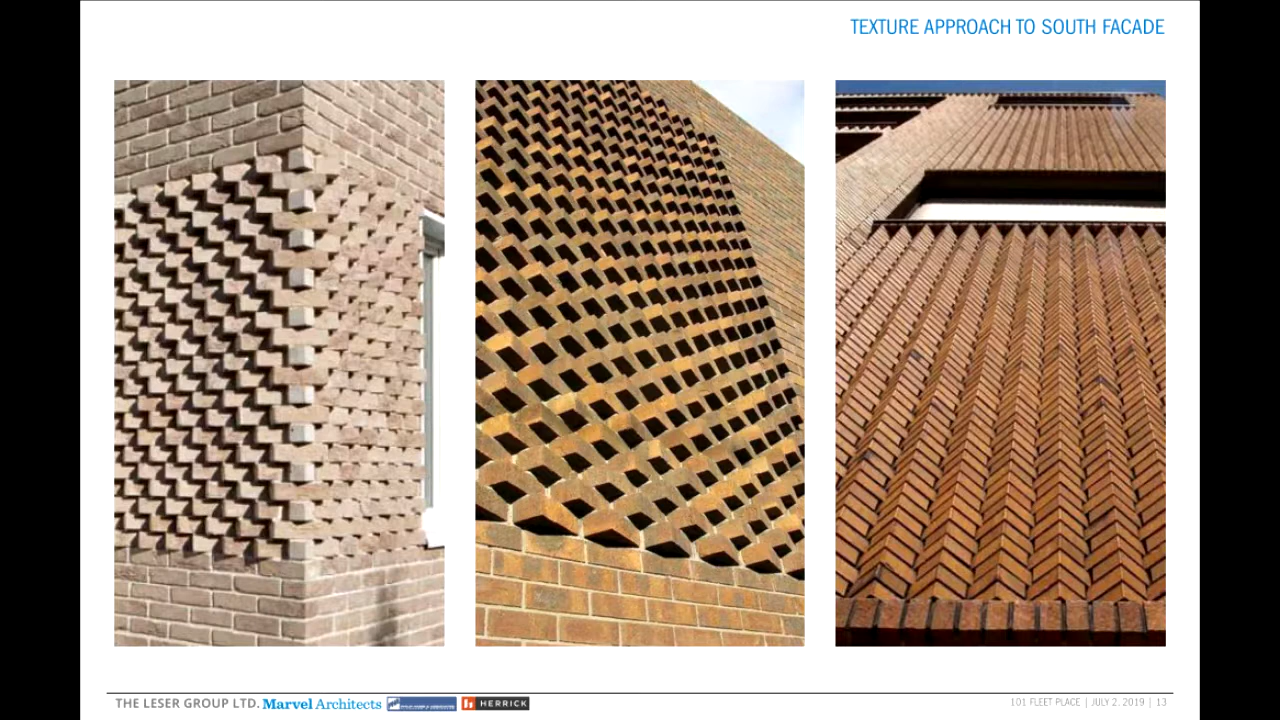 TEXTURE APPROACH TO SOUTH FACADE
THE LESER GROUP LTD. Marvel Architects HERRICK
101 FLEET PLACE | JULY 2, 2019 | 13